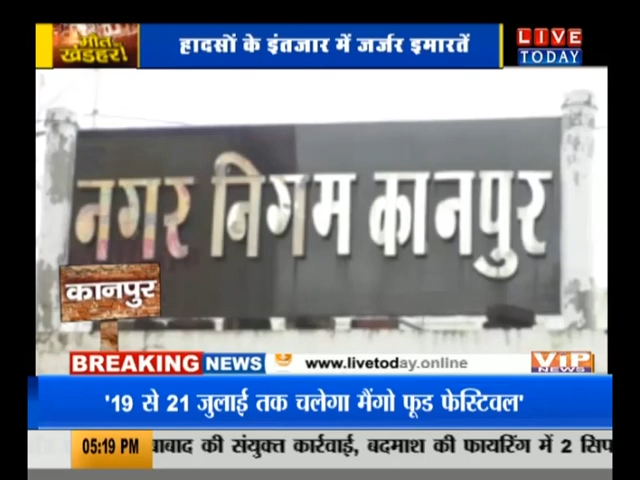 मौत के
खंडहर!
हादसों के इंतजार में जर्जर इमारतें
LIVE
TODAY
नगर निगम कानपुर
कानपुर
BREAKING NEWS
www.livetoday.online
VIP
NEWS
'19 से 21 जुलाई तक चलेगा मैंगो फूड फेस्टिवल'
05:19 PM
बाबाद की संयुक्त कार्रवाई, बदमाश की फायरिंग में 2 सिप